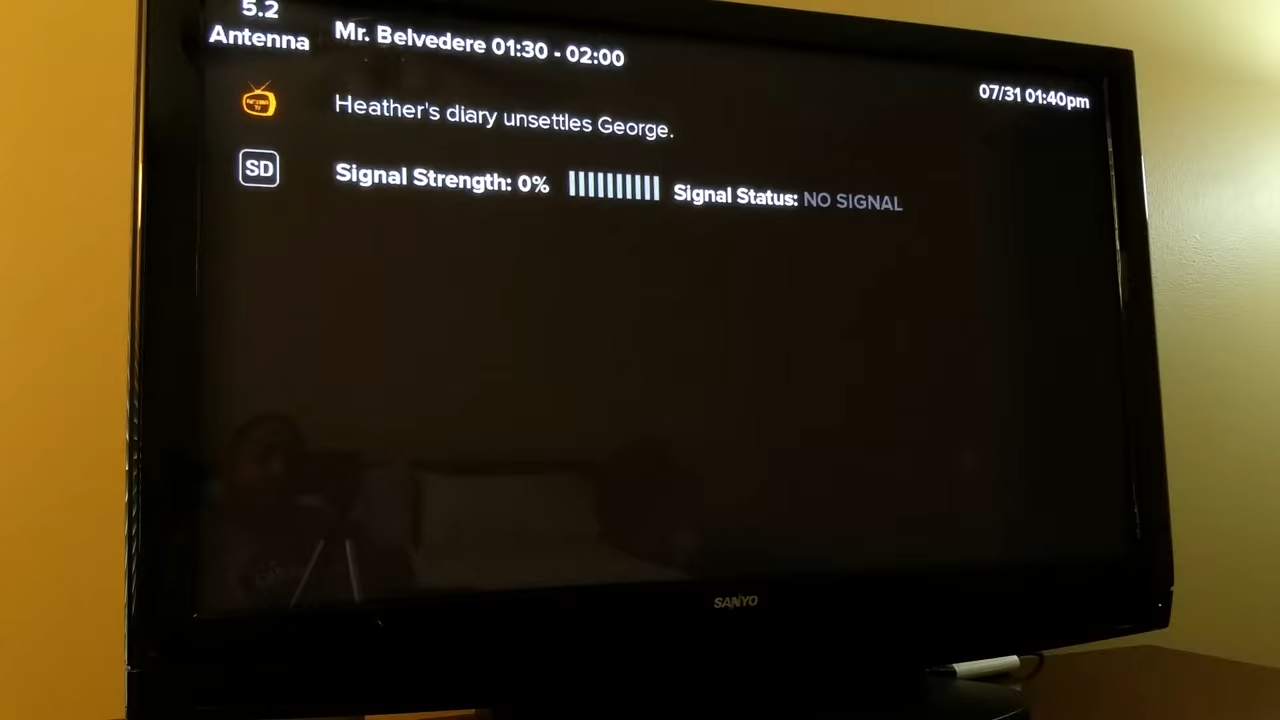 5.2
Antenna
Mr. Belvedere 01:30 - 02:00
07/31 01:40pm
Heather's diary unsettles George.
SD
Signal Strength: 0%
Signal Status: NO SIGNAL
SANYO